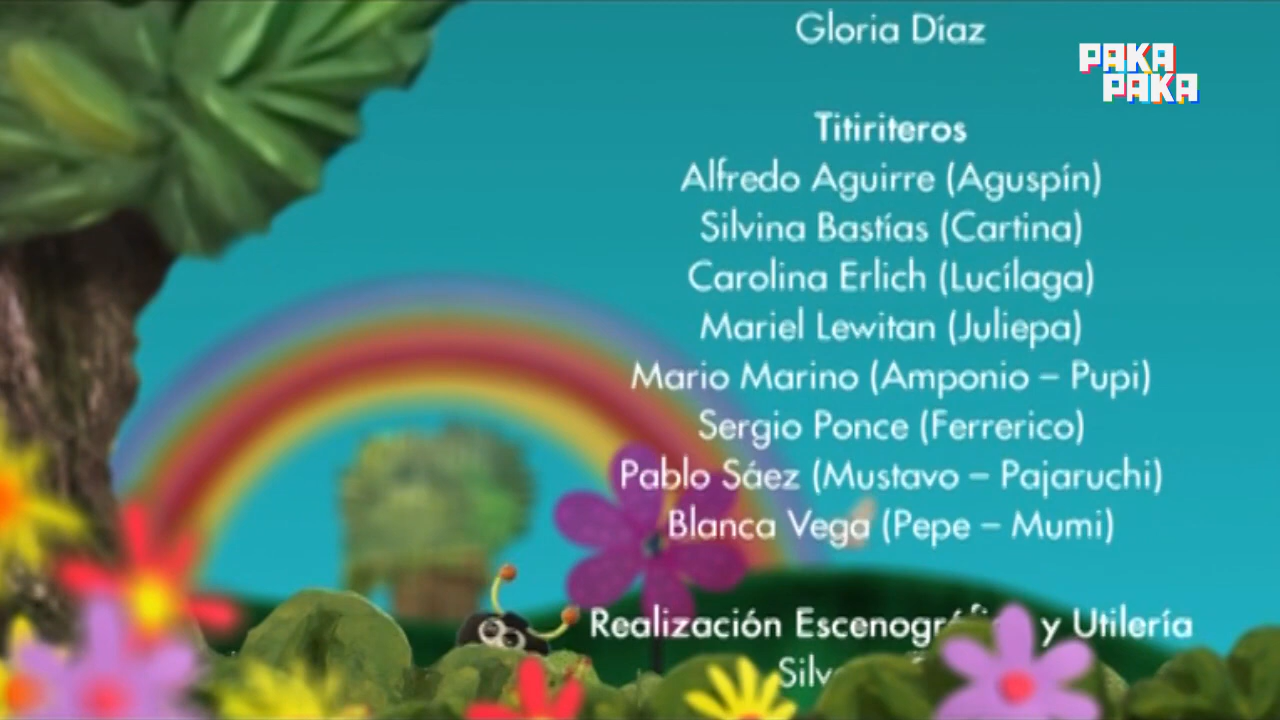 Gloria Díaz
PAKA
PAKA
Titiriteros
Alfredo Aguirre (Aguspín)
Silvina Bastías (Cartina)
Carolina Erlich (Lucílaga)
Mariel Lewitan (Juliepa)
Mario Marino (Amponio – Pupi)
Sergio Ponce (Ferrerico)
Pablo Sáez (Mustavo – Pajaruchi)
Blanca Vega (Pepe – Mumi)
Realización y Utilería